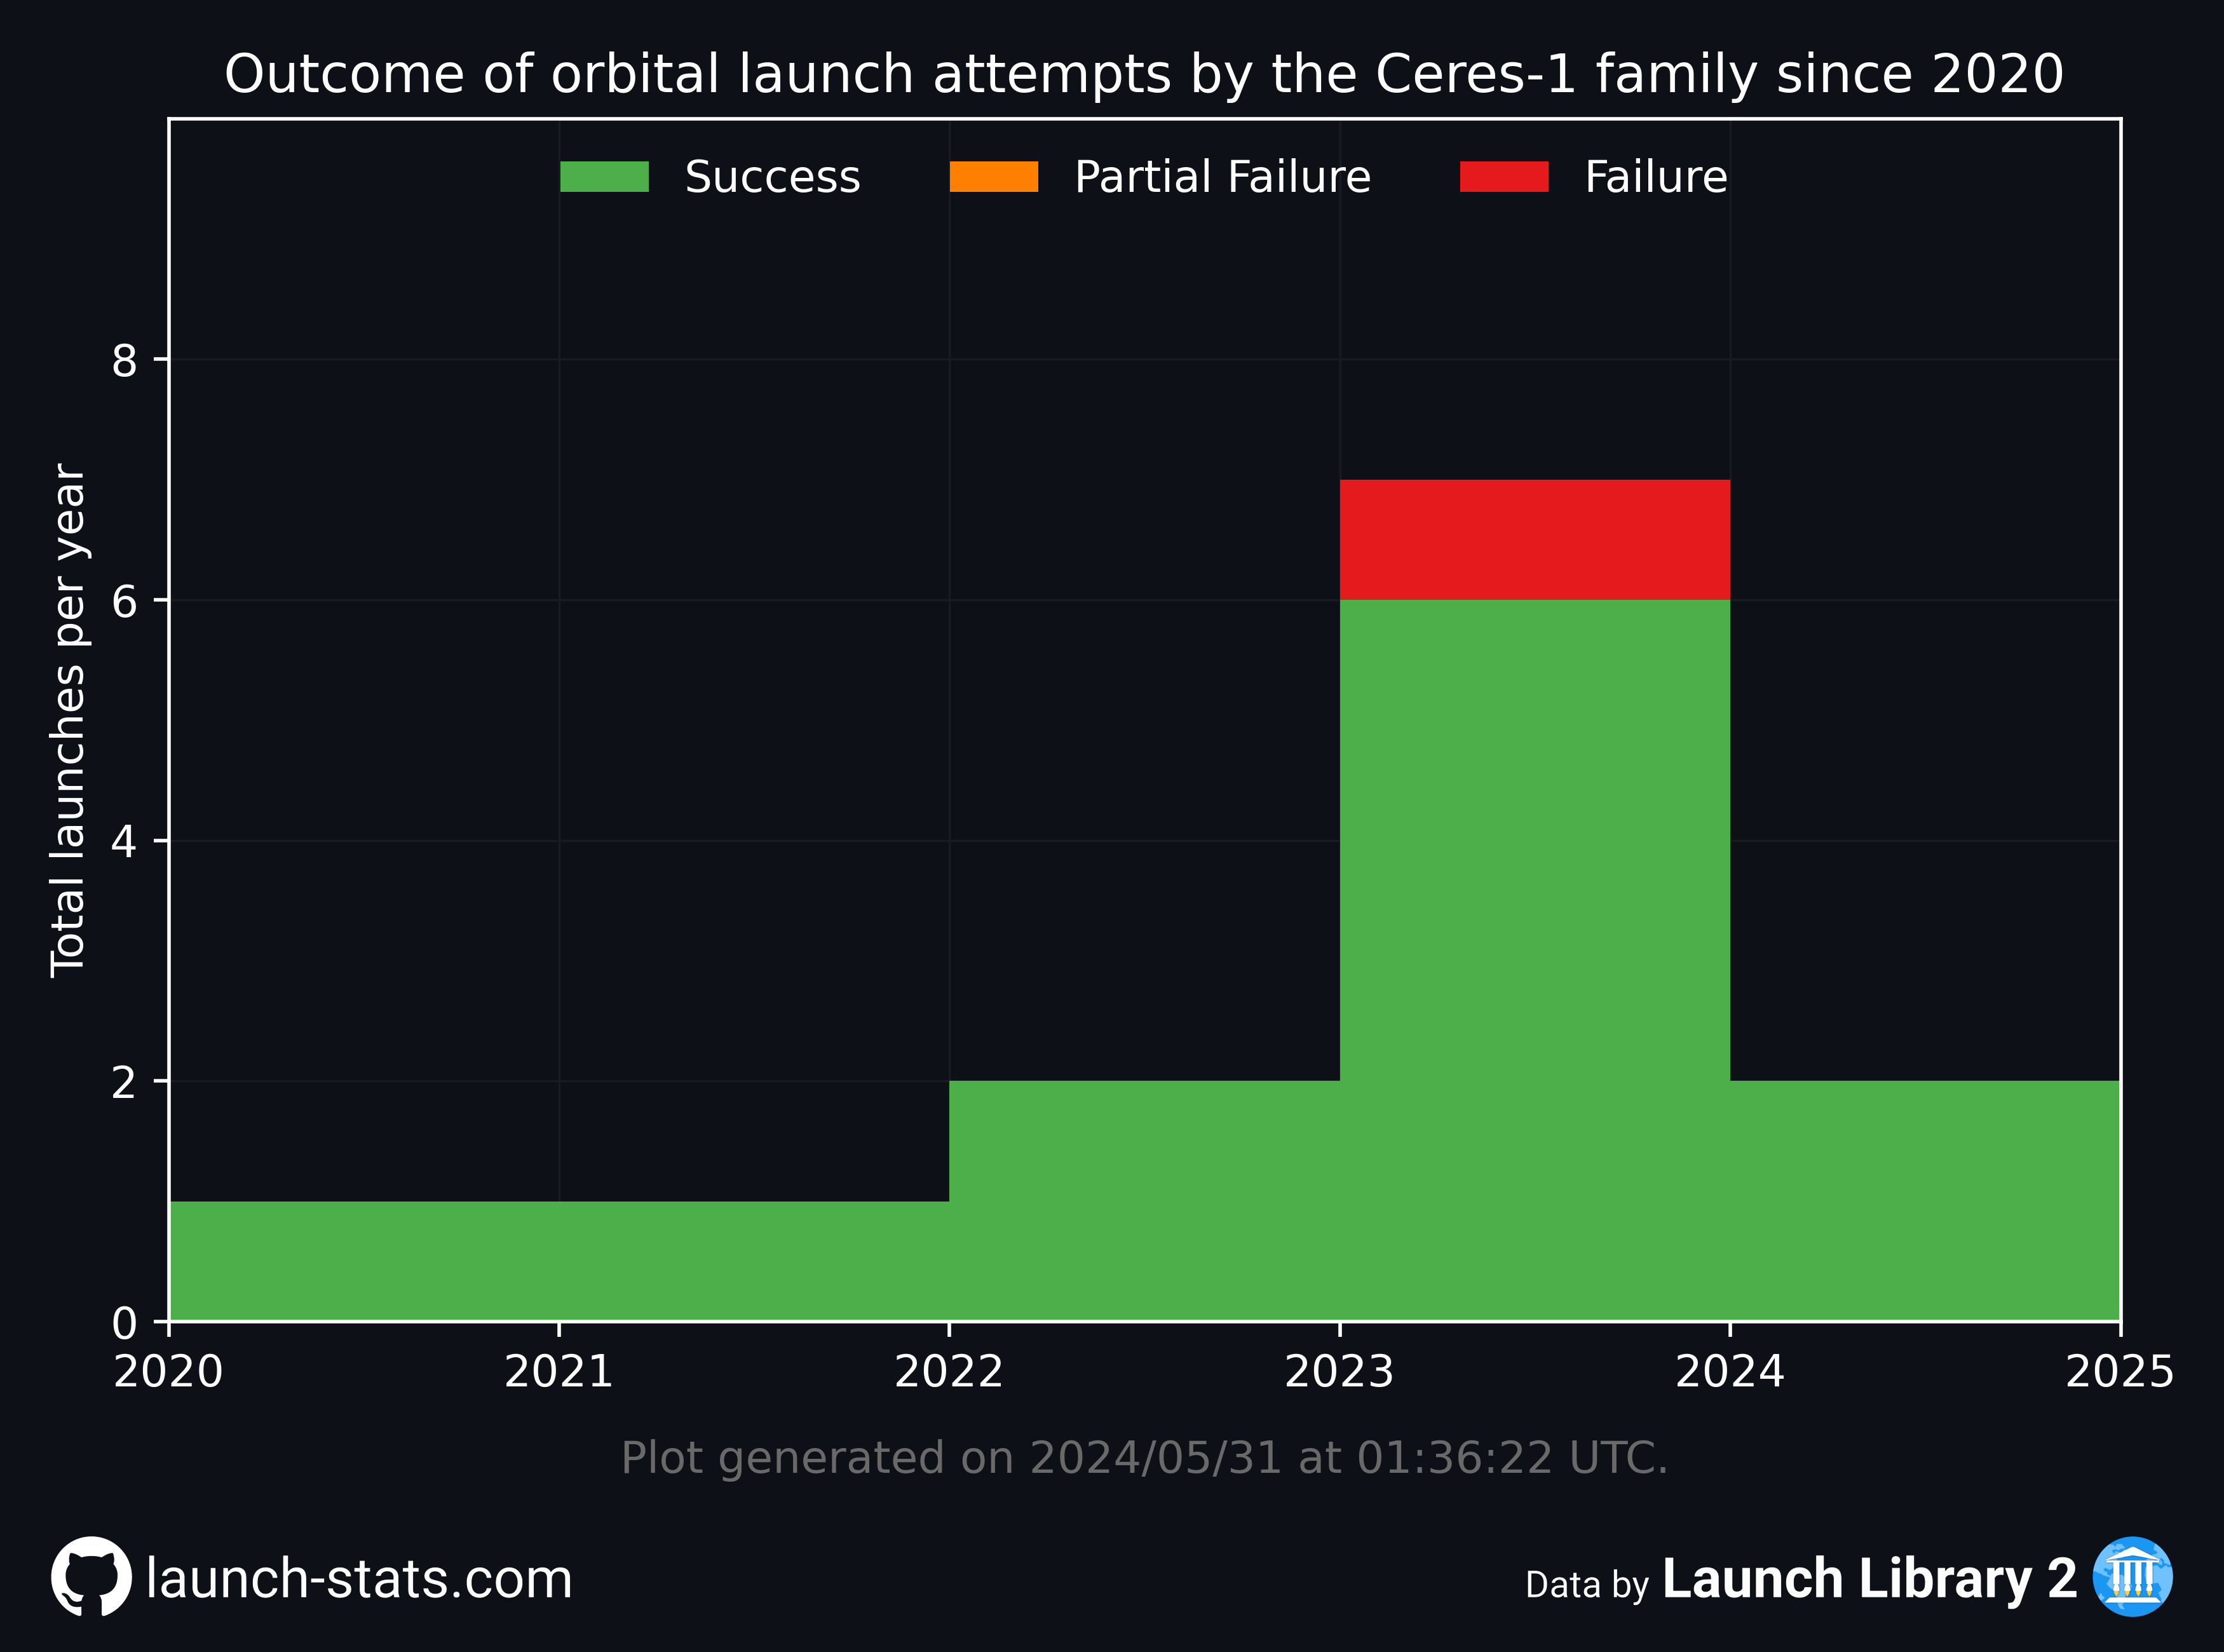 Outcome of orbital launch attempts by the Ceres-1 family since 2020
Success Partial Failure Failure
Total launches per year
8
6
4
2
0
2020 2021 2022 2023 2024 2025
Plot generated on 2024/05/31 at 01:36:22 UTC.
launch-stats.com
Data by Launch Library 2